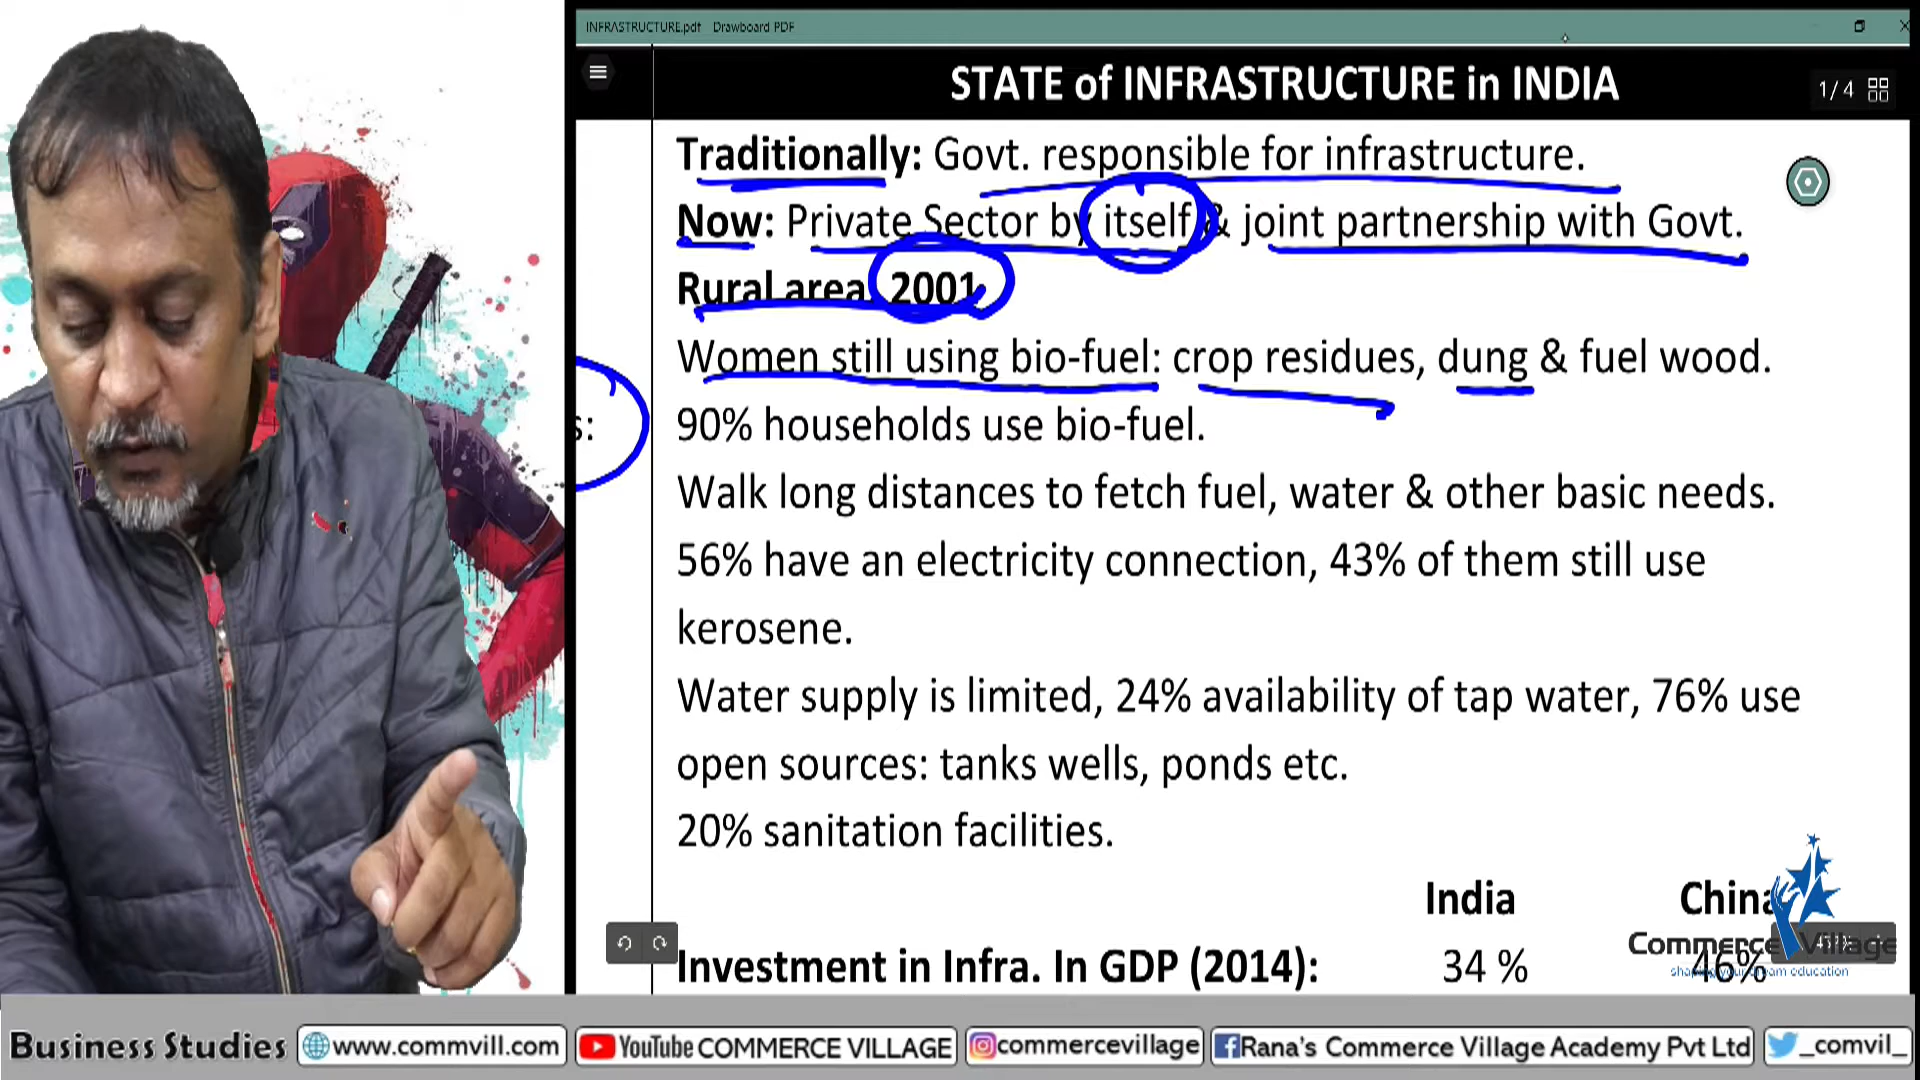 INFRASTRUCTURE.pdf Drawboard PDF
STATE of INFRASTRUCTURE in INDIA
1/4
Traditionally: Govt. responsible for infrastructure.
Now: Private Sector by itself & joint partnership with Govt.
Rural area 2001
Women still using bio-fuel: crop residues, dung & fuel wood.
s:
90% households use bio-fuel.
Walk long distances to fetch fuel, water & other basic needs.
56% have an electricity connection, 43% of them still use
kerosene.
Water supply is limited, 24% availability of tap water, 76% use
open sources: tanks wells, ponds etc.
20% sanitation facilities.
India China
Commerce Village
Investment in Infra. In GDP (2014): 34 % 46%
Business Studies www.commvill.com YouTube COMMERCE VILLAGE commercevillage Rana's Commerce Village Academy Pvt Ltd _comvil_